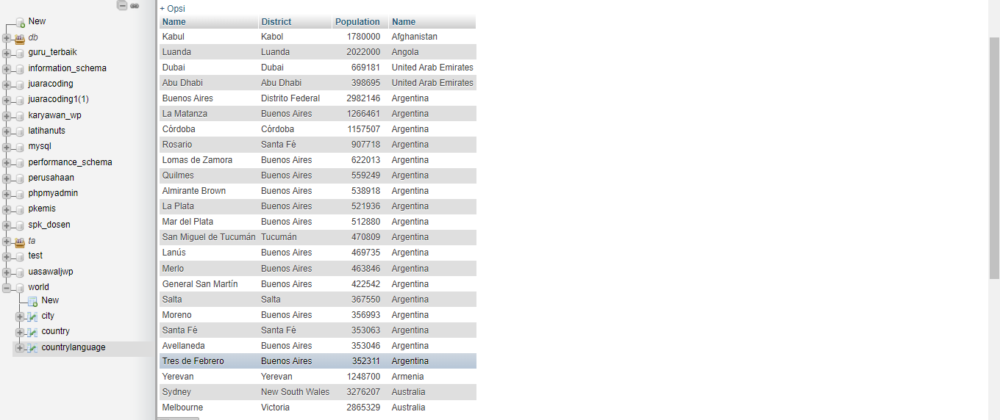 New
db
guru_terbaik
information_schema
juaracoding
juaracoding1(1)
karyawan_wp
latihanuts
mysql
performance_schema
perusahaan
phpmyadmin
pkemis
spk_dosen
ta
test
uasawaljwp
world
New
city
country
countrylanguage
+ Opsi
Name District Population Name
Kabul Kabol 1780000 Afghanistan
Luanda Luanda 2022000 Angola
Dubai Dubai 669181 United Arab Emirates
Abu Dhabi Abu Dhabi 398695 United Arab Emirates
Buenos Aires Distrito Federal 2982146 Argentina
La Matanza Buenos Aires 1266461 Argentina
Córdoba Córdoba 1157507 Argentina
Rosario Santa Fé 907718 Argentina
Lomas de Zamora Buenos Aires 622013 Argentina
Quilmes Buenos Aires 559249 Argentina
Almirante Brown Buenos Aires 538918 Argentina
La Plata Buenos Aires 521936 Argentina
Mar del Plata Buenos Aires 512880 Argentina
San Miguel de Tucumán Tucumán 470809 Argentina
Lanús Buenos Aires 469735 Argentina
Merlo Buenos Aires 463846 Argentina
General San Martín Buenos Aires 422542 Argentina
Salta Salta 367550 Argentina
Moreno Buenos Aires 356993 Argentina
Santa Fé Santa Fé 353063 Argentina
Avellaneda Buenos Aires 353046 Argentina
Tres de Febrero Buenos Aires 352311 Argentina
Yerevan Yerevan 1248700 Armenia
Sydney New South Wales 3276207 Australia
Melbourne Victoria 2865329 Australia